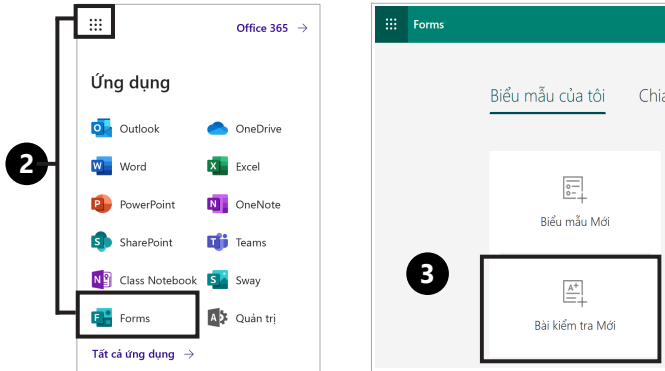 Office 365 →
Ứng dụng
Outlook
OneDrive
Word
Excel
PowerPoint
OneNote
SharePoint
Teams
Class Notebook
Sway
Forms
Quản trị
Tất cả ứng dụng →
2
Forms
Biểu mẫu của tôi
Chia
Biểu mẫu Mới
3
Bài kiểm tra Mới